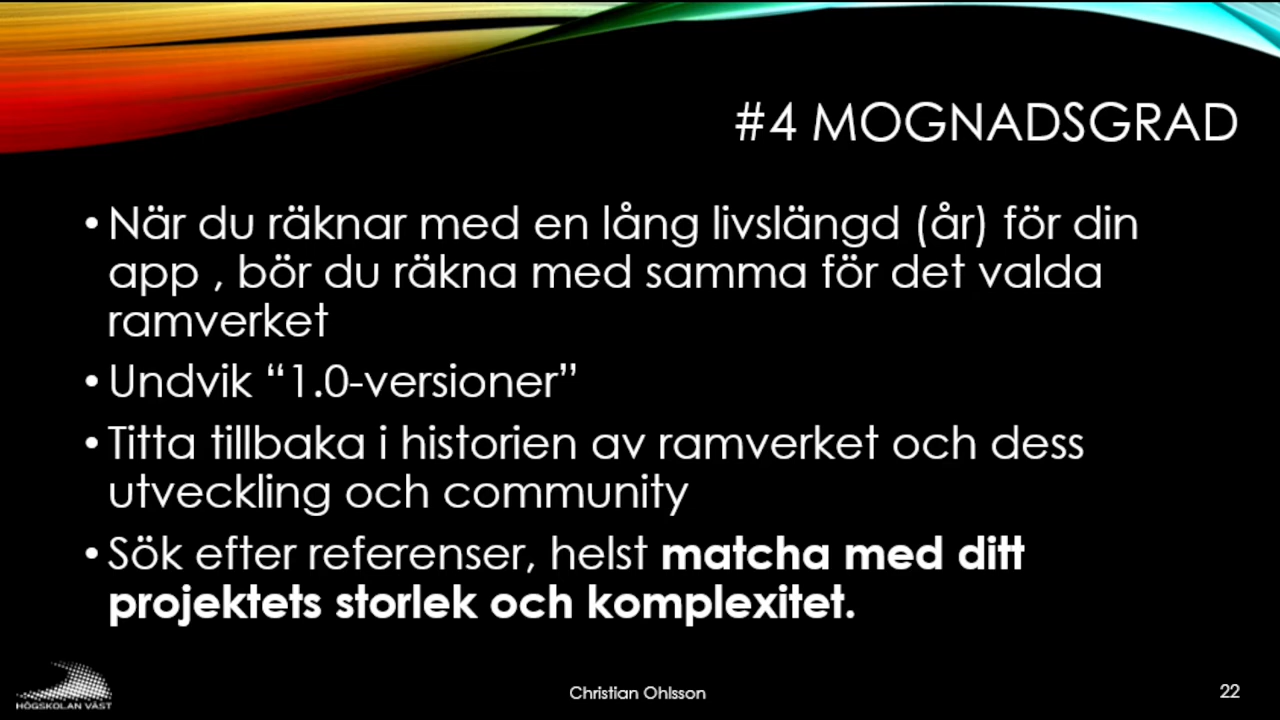 #4 MOGNADSGRAD
• När du räknar med en lång livslängd (år) för din
app , bör du räkna med samma för det valda
ramverket
• Undvik “1.0-versioner”
• Titta tillbaka i historien av ramverket och dess
utveckling och community
• Sök efter referenser, helst matcha med ditt
projektets storlek och komplexitet.
HÖGSKOLAN VÄST
Christian Ohlsson
22